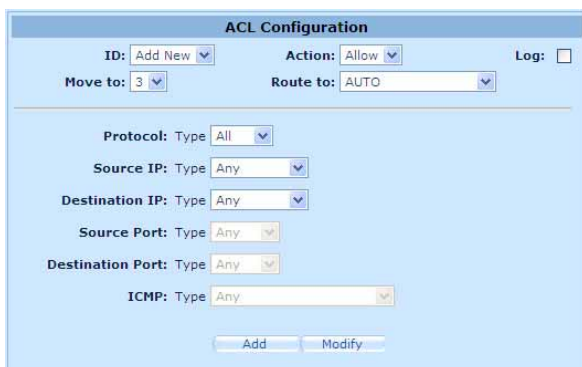 ACL Configuration
ID: Add New Action: Allow Log:
Move to: 3 Route to: AUTO
Protocol: Type All
Source IP: Type Any
Destination IP: Type Any
Source Port: Type Any
Destination Port: Type Any
ICMP: Type Any
Add Modify